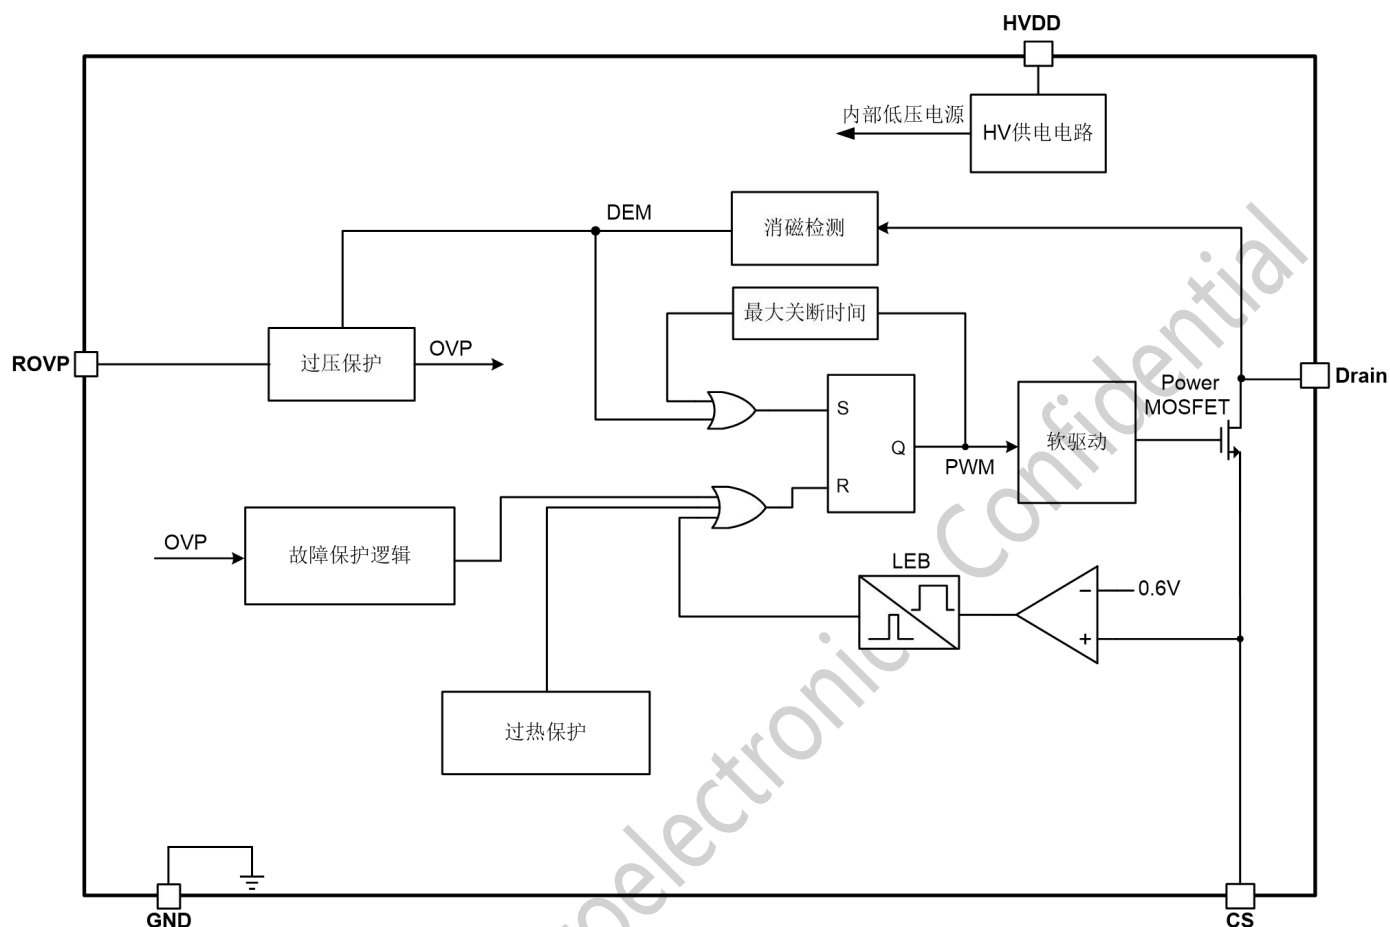 HVDD
内部低压电源
HV供电电路
DEM
消磁检测
最大关断时间
ROVP
过压保护
OVP
Drain
Power
MOSFET
S
Q
R
PWM
软驱动
OVP
故障保护逻辑
LEB
0.6V
−
+
过热保护
GND
CS
oelectronic Confidential